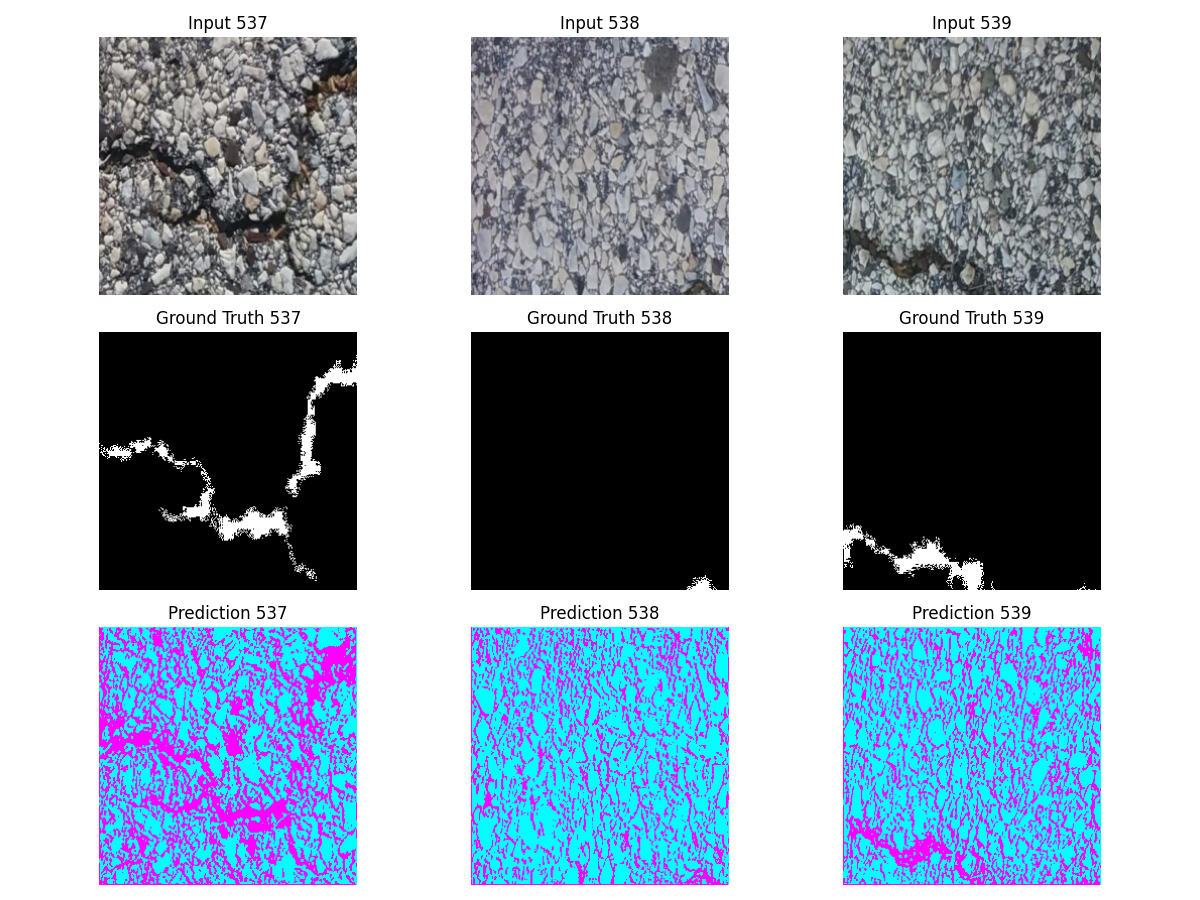 Input 537
Input 538
Input 539
Ground Truth 537
Ground Truth 538
Ground Truth 539
Prediction 537
Prediction 538
Prediction 539